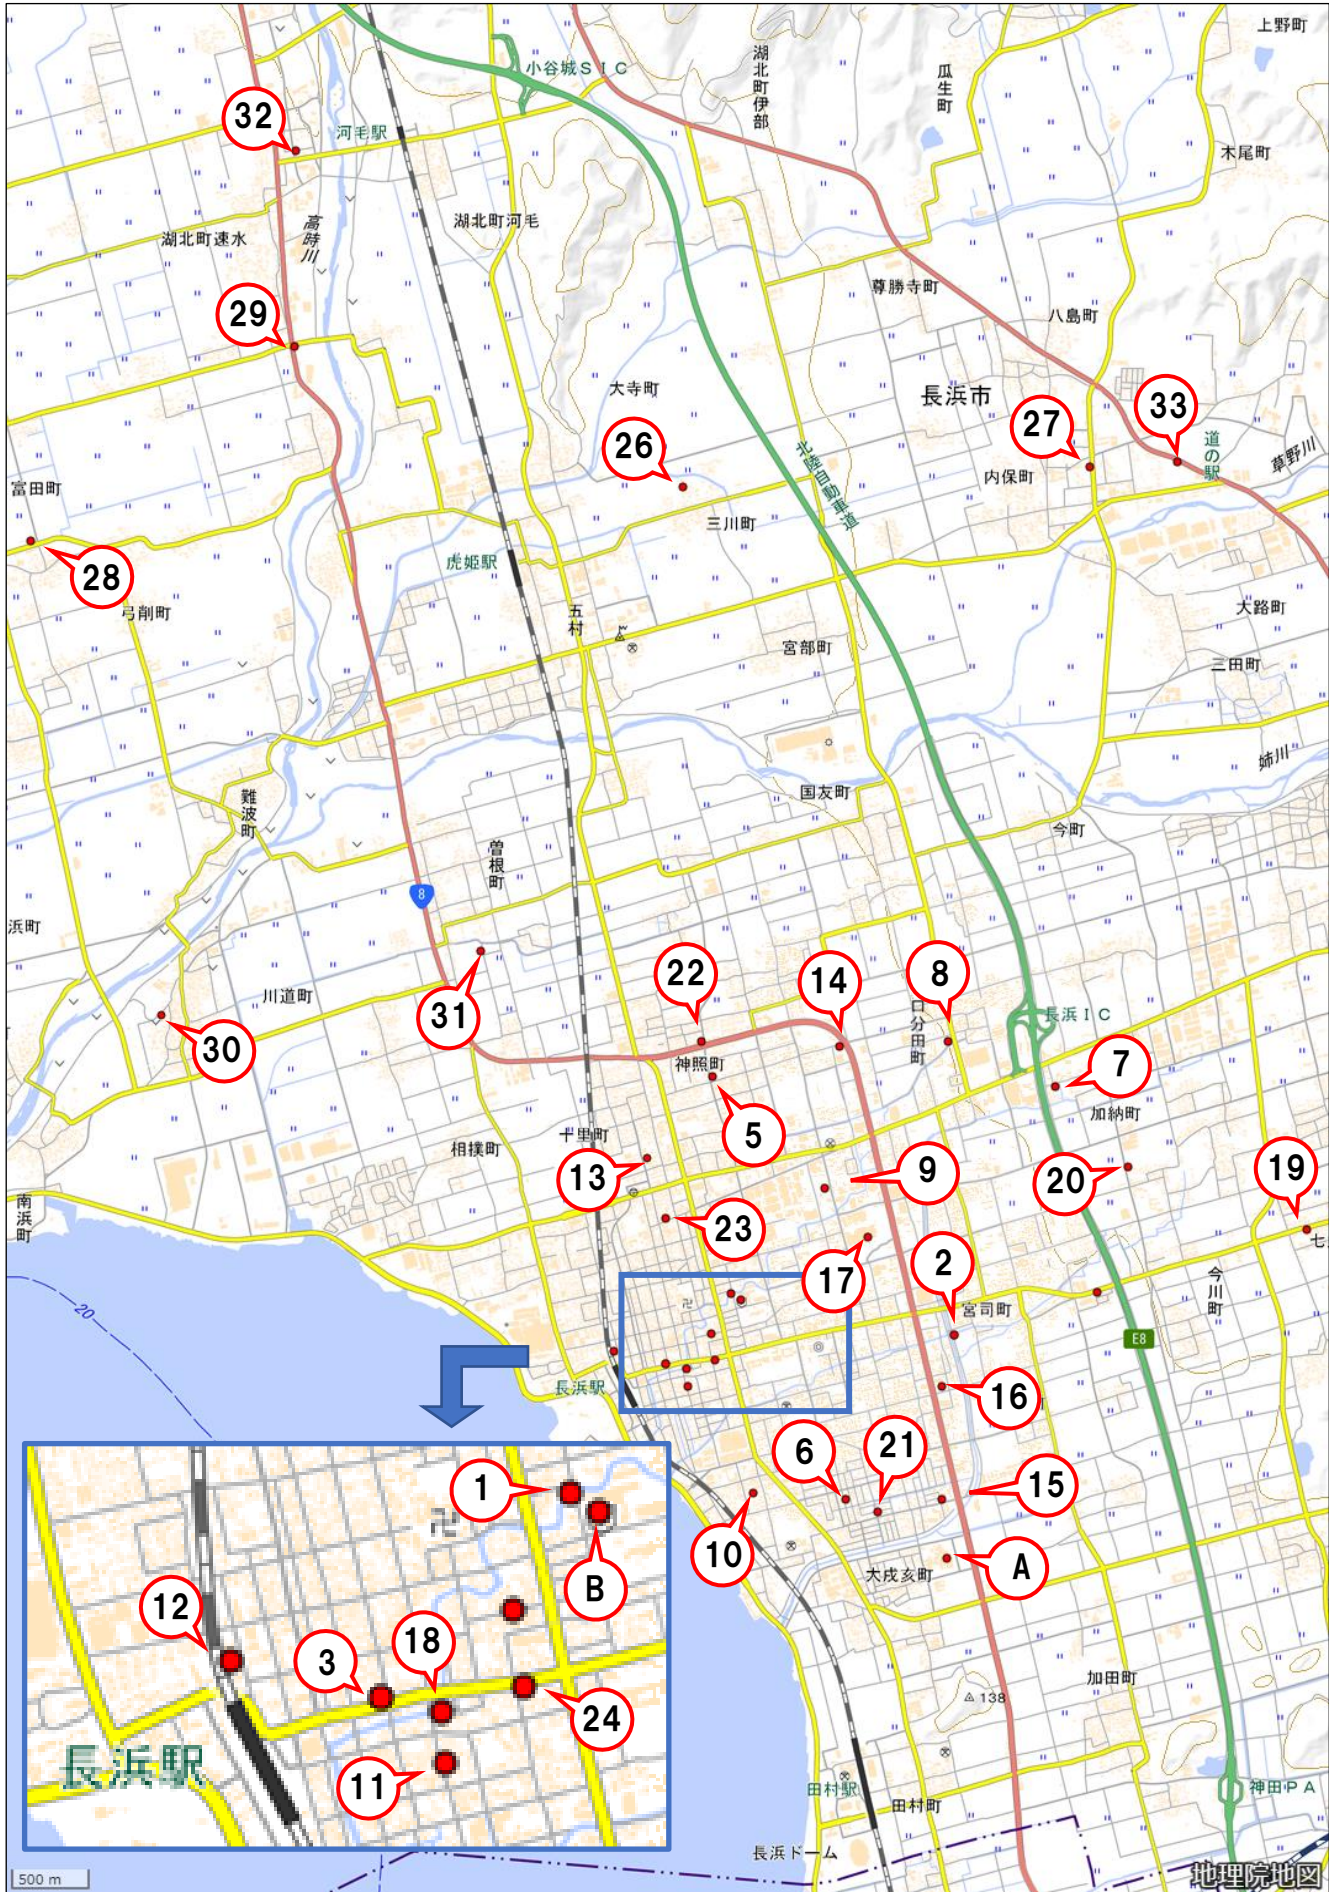 上野町
小谷城ＳＩＣ
湖北町伊部
瓜生町
32
河毛駅
木尾町
湖北町河毛
湖北町速水
高時川
尊勝寺町
29
八島町
大寺町
長浜市
33
27
26
道の駅
草野川
北陸自動車道
内保町
富田町
三川町
虎姫駅
28
弓削町
五村
大路町
宮部町
三田町
姉川
国友町
難波町
今町
曽根町
8
浜町
22
14
8
川道町
31
口分田町
長浜ＩＣ
30
神照町
7
加納町
5
十里町
相撲町
13
9
20
19
南浜町
23
七
2
17
今川町
20
宮司町
E8
長浜駅
16
6
21
1
15
10
B
A
大戌亥町
12
18
3
加田町
138
24
長浜駅
11
田村駅
田村町
神田ＰＡ
長浜ドーム
500 m
地理院地図